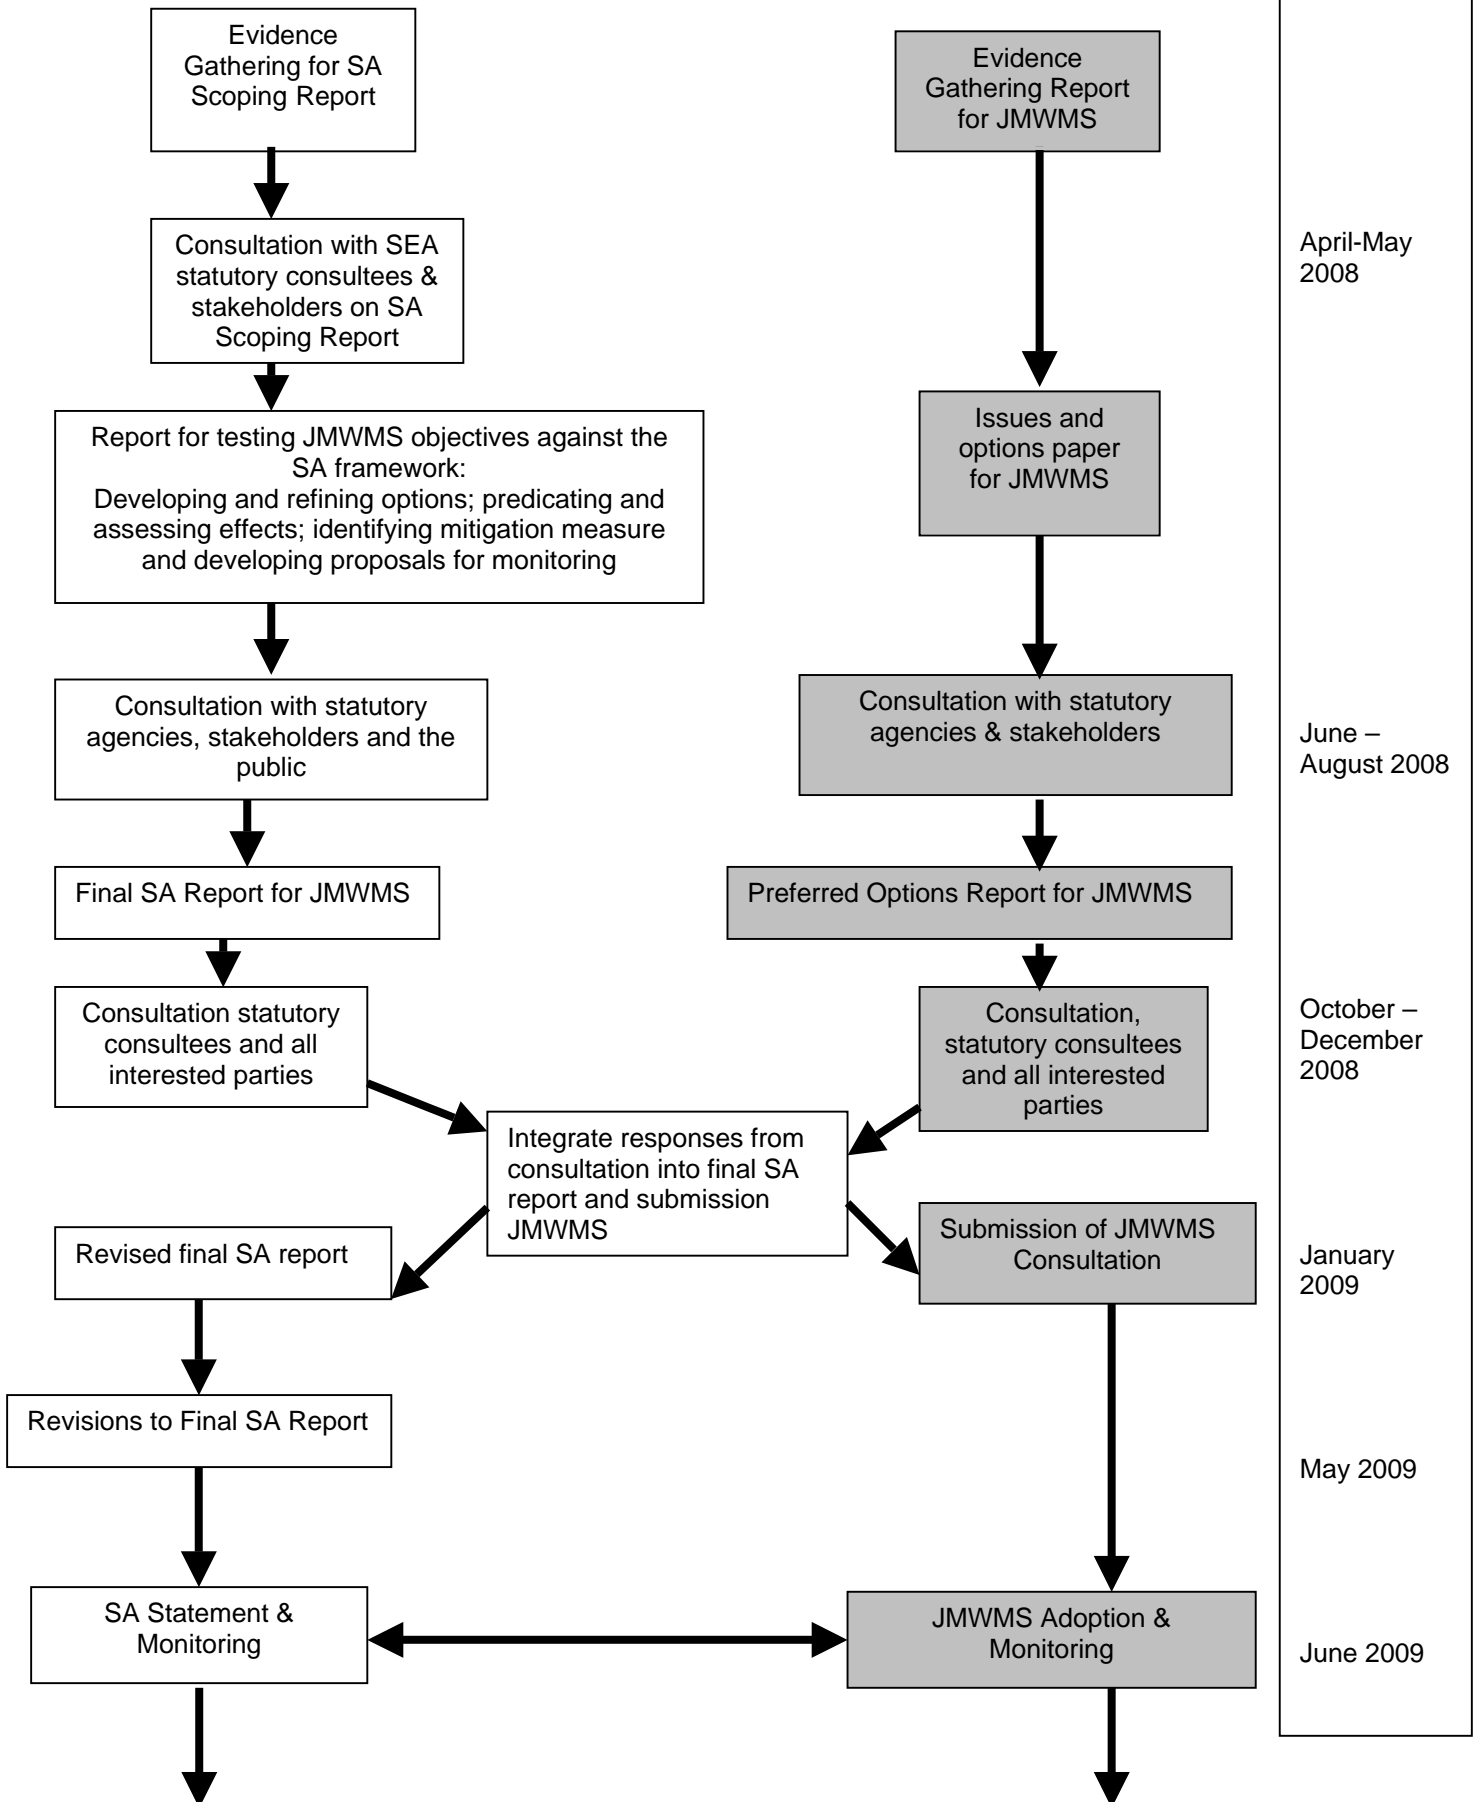 Evidence
Gathering for SA
Scoping Report
Evidence
Gathering Report
for JMWMS
Consultation with SEA
statutory consultees &
stakeholders on SA
Scoping Report
April-May
2008
Report for testing JMWMS objectives against the
SA framework:
Developing and refining options; predicating and
assessing effects; identifying mitigation measure
and developing proposals for monitoring
Issues and
options paper
for JMWMS
Consultation with statutory
agencies, stakeholders and the
public
Consultation with statutory
agencies & stakeholders
June –
August 2008
Final SA Report for JMWMS
Preferred Options Report for JMWMS
Consultation statutory
consultees and all
interested parties
Consultation,
statutory consultees
and all interested
parties
October –
December
2008
Integrate responses from
consultation into final SA
report and submission
JMWMS
Revised final SA report
Submission of JMWMS
Consultation
January
2009
Revisions to Final SA Report
May 2009
SA Statement &
Monitoring
JMWMS Adoption &
Monitoring
June 2009